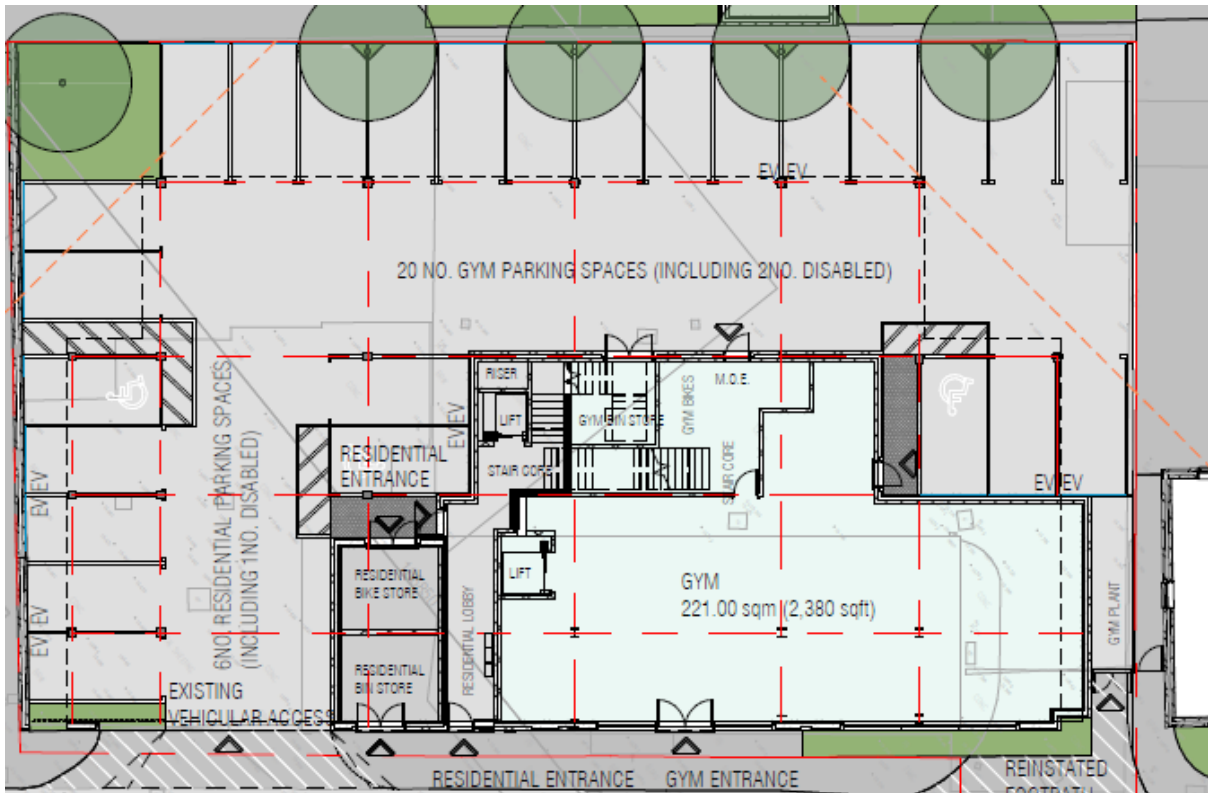 EV EV
20 NO. GYM PARKING SPACES (INCLUDING 2NO. DISABLED)
RISER
M.O.E.
LIFT
GYM BIN STORE
GYM BIKES
EV EV
6NO. RESIDENTIAL PARKING SPACES
(INCLUDING 1NO. DISABLED)
RESIDENTIAL
ENTRANCE
STAIR CORE
STAIR CORE
EV EV
EV EV
LIFT
GYM
221.00 sqm (2,380 sqft)
RESIDENTIAL
BIKE STORE
RESIDENTIAL LOBBY
GYM PLANT
EV EV
RESIDENTIAL
BIN STORE
EXISTING
VEHICULAR ACCESS
RESIDENTIAL ENTRANCE
GYM ENTRANCE
REINSTATED
FOOTPATH